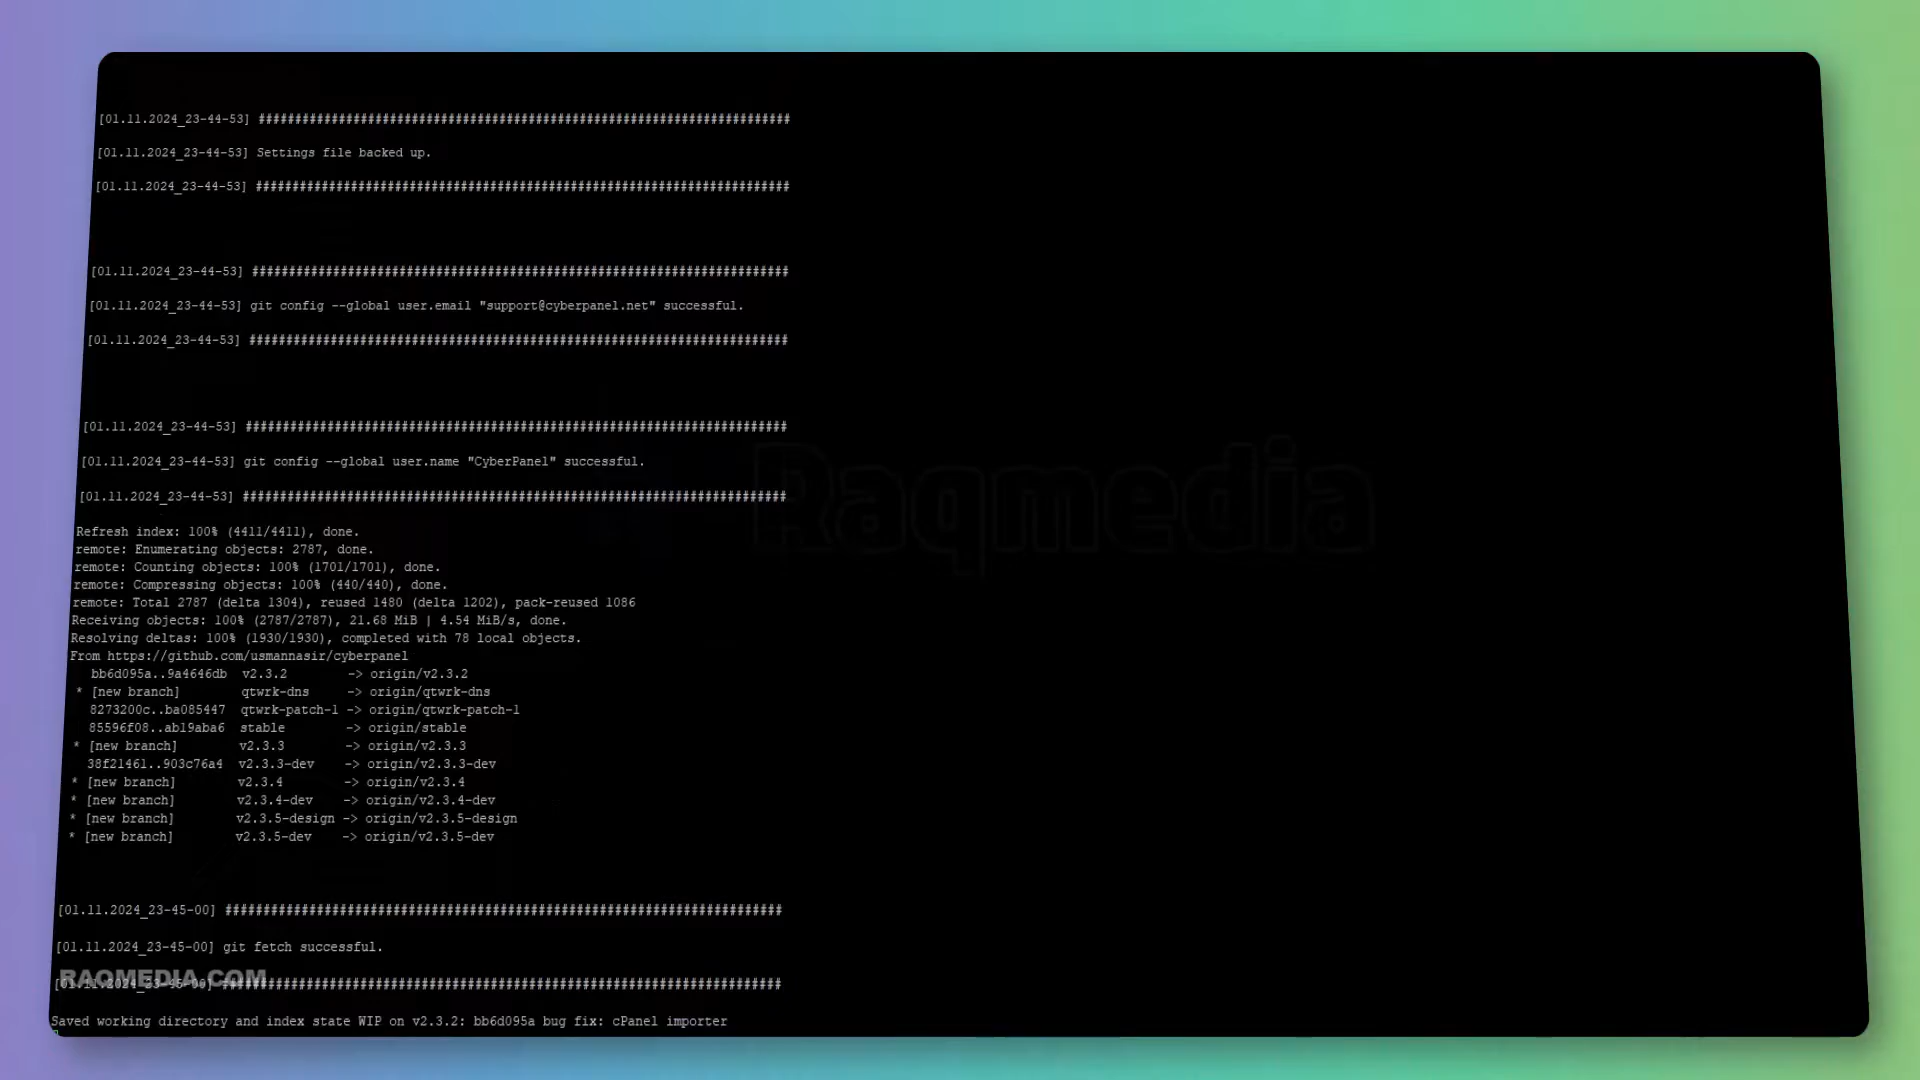 [01.11.2024_23-44-53] ########################################################################
[01.11.2024_23-44-53] Settings file backed up.
[01.11.2024_23-44-53] ########################################################################
[01.11.2024_23-44-53] ########################################################################
[01.11.2024_23-44-53] git config --global user.email "support@cyberpanel.net" successful.
[01.11.2024_23-44-53] ########################################################################
[01.11.2024_23-44-53] ########################################################################
[01.11.2024_23-44-53] git config --global user.name "CyberPanel" successful.
[01.11.2024_23-44-53] ########################################################################
Raqmedia
Refresh index: 100% (4411/4411), done.
remote: Enumerating objects: 2787, done.
remote: Counting objects: 100% (1701/1701), done.
remote: Compressing objects: 100% (440/440), done.
remote: Total 2787 (delta 1304), reused 1480 (delta 1202), pack-reused 1086
Receiving objects: 100% (2787/2787), 21.68 MiB | 4.54 MiB/s, done.
Resolving deltas: 100% (1930/1930), completed with 78 local objects.
From https://github.com/usmannasir/cyberpanel
bb6d095a..9a4646db v2.3.2 -> origin/v2.3.2
* [new branch] qtwrk-dns -> origin/qtwrk-dns
8273200c..ba085447 qtwrk-patch-1 -> origin/qtwrk-patch-1
85596f08..ab19aba6 stable -> origin/stable
* [new branch] v2.3.3 -> origin/v2.3.3
38f21461..903c76a4 v2.3.3-dev -> origin/v2.3.3-dev
* [new branch] v2.3.4 -> origin/v2.3.4
* [new branch] v2.3.4-dev -> origin/v2.3.4-dev
* [new branch] v2.3.5-design -> origin/v2.3.5-design
* [new branch] v2.3.5-dev -> origin/v2.3.5-dev
[01.11.2024_23-45-00] ########################################################################
[01.11.2024_23-45-00] git fetch successful.
RAQMEDIA.COM
[01.11.2024_23-45-00] ########################################################################
Saved working directory and index state WIP on v2.3.2: bb6d095a bug fix: cPanel importer